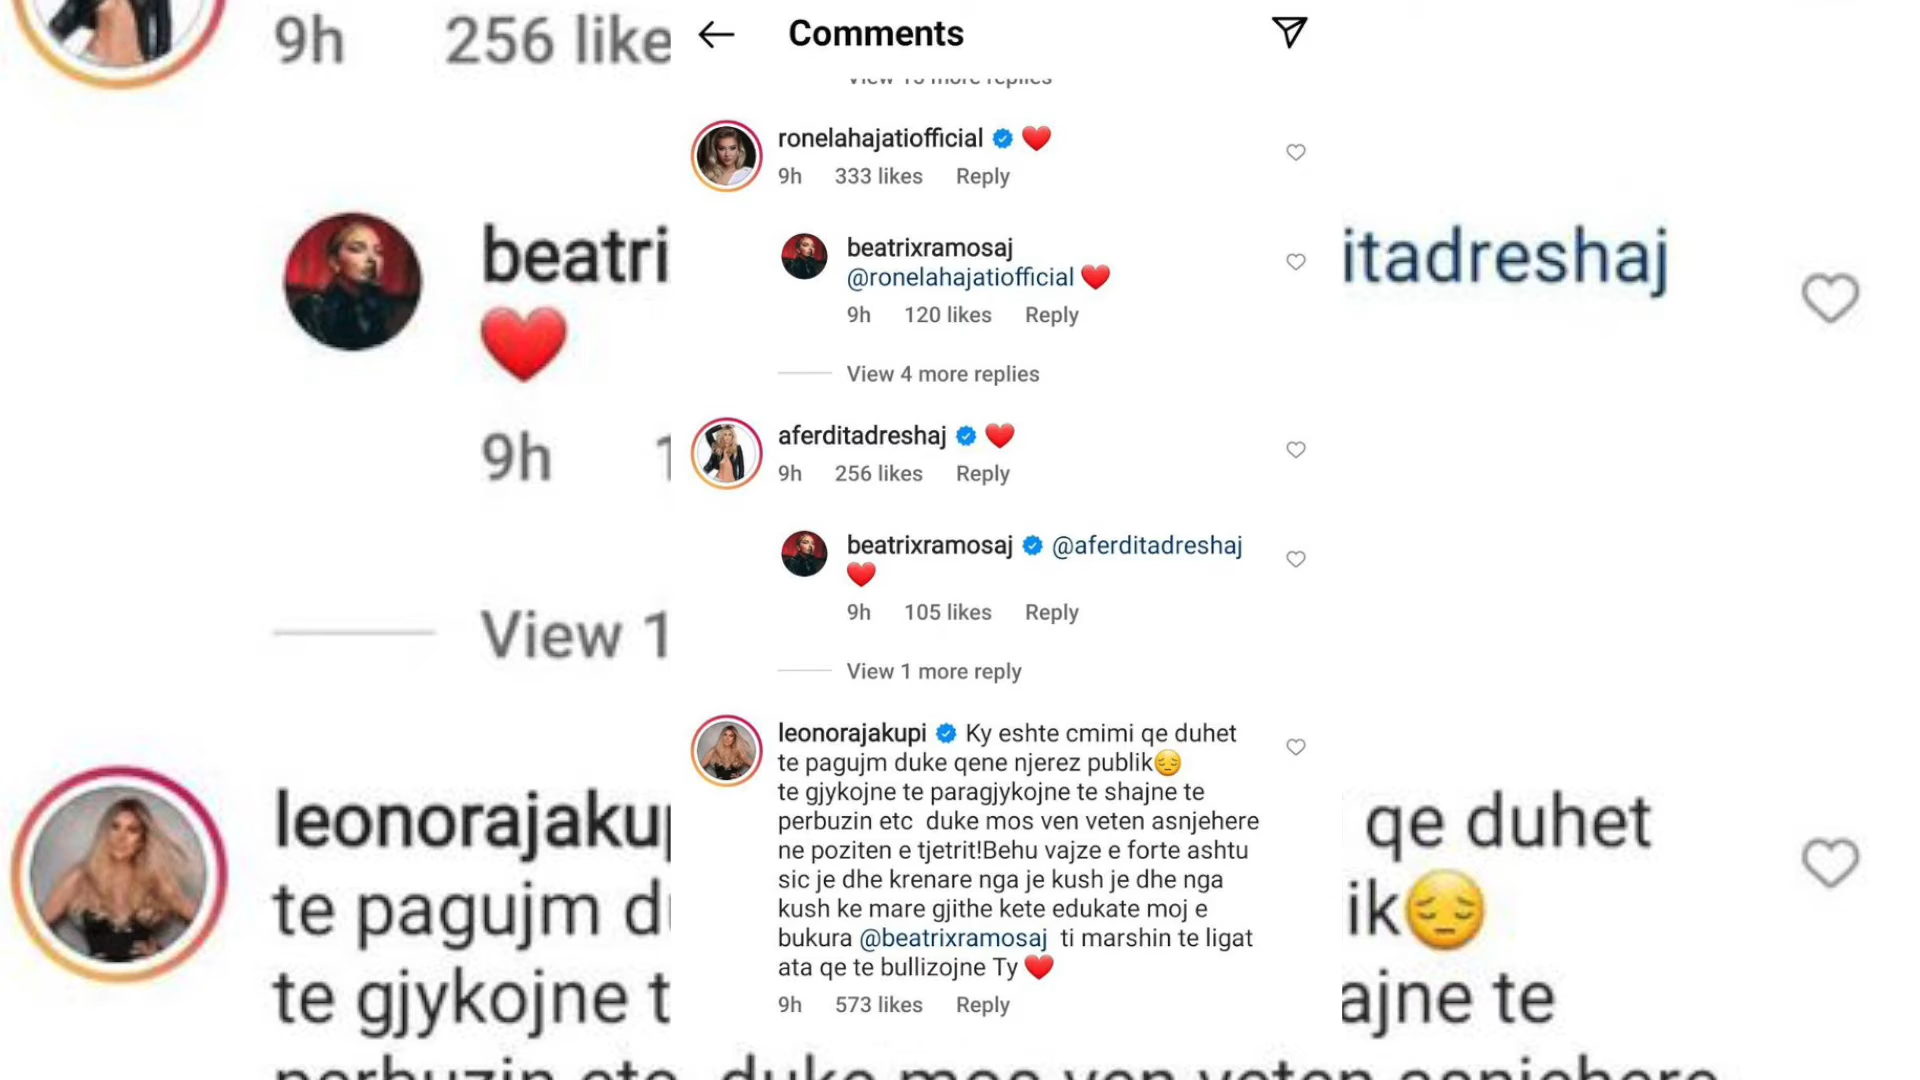 9h 256 like
beatri
itadreshaj
❤️
9h 1
View 1
leonorajaku
qe duhet
te pagujm d
ik😔
te gjykojne t
ajne te
duke mos ven veten asnjehere
Comments
View 15 more replies
ronelahajatiofficial ❤️
9h 333 likes Reply
beatrixramosaj
@ronelahajatiofficial ❤️
9h 120 likes Reply
View 4 more replies
aferditadreshaj ❤️
9h 256 likes Reply
beatrixramosaj @aferditadreshaj
❤️
9h 105 likes Reply
View 1 more reply
leonorajakupi Ky eshte cmimi qe duhet
te pagujm duke qene njerez publik😔
te gjykojne te paragjykojne te shajne te
perbuzin etc  duke mos ven veten asnjehere
ne poziten e tjetrit!Behu vajze e forte ashtu
sic je dhe krenare nga je kush je dhe nga
kush ke mare gjithe kete edukate moj e
bukura @beatrixramosaj  ti marshin te ligat
ata qe te bullizojne Ty ❤️
9h 573 likes Reply